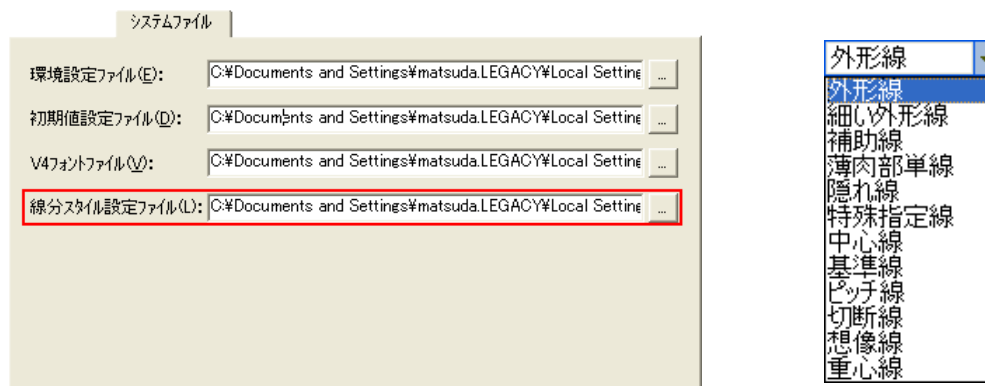 システムファイル
環境設定ファイル(E): C:¥Documents and Settings¥matsuda.LEGACY¥Local Setting ...
初期値設定ファイル(D): C:¥Documents and Settings¥matsuda.LEGACY¥Local Setting ...
V4フォントファイル(V): C:¥Documents and Settings¥matsuda.LEGACY¥Local Setting ...
線分スタイル設定ファイル(L): C:¥Documents and Settings¥matsuda.LEGACY¥Local Setting ...
外形線
外形線
細い外形線
補助線
薄肉部単線
隠れ線
特殊指定線
中心線
基準線
ピッチ線
切断線
想像線
重心線